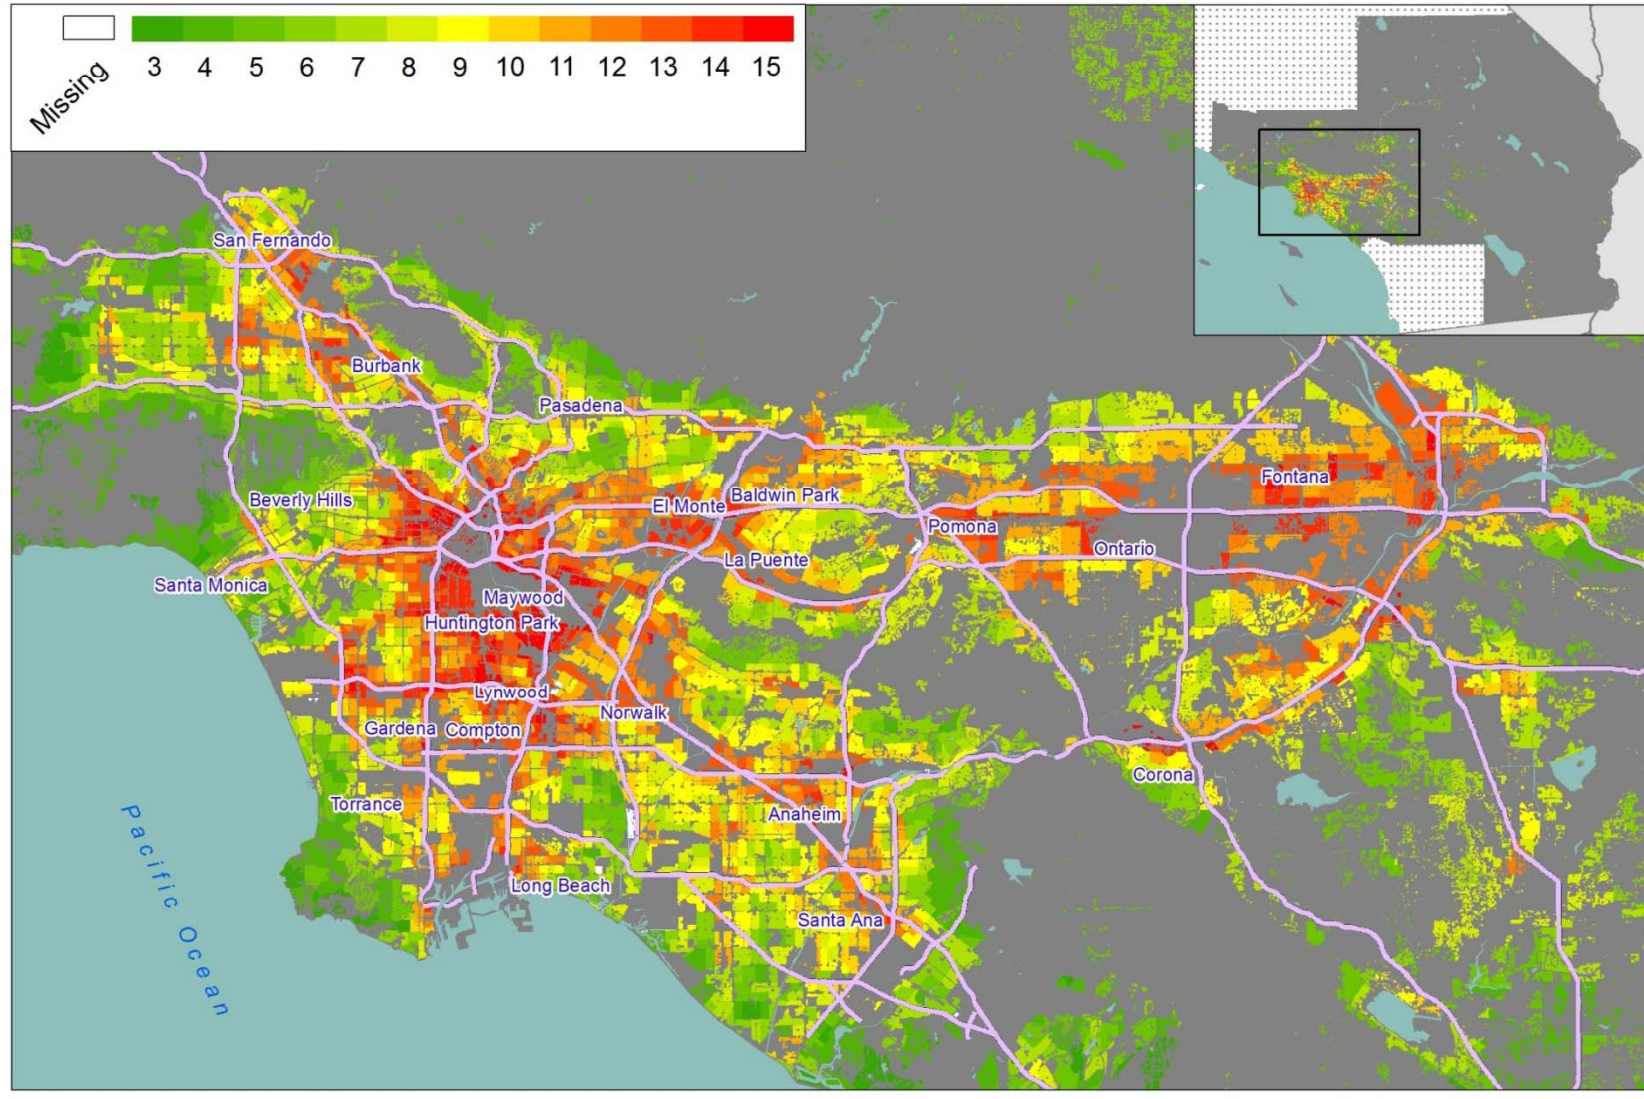 3 4 5 6 7 8 9 10 11 12 13 14 15
Missing
San Fernando
Burbank
Pasadena
Beverly Hills
El Monte
Baldwin Park
Fontana
Pomona
Ontario
La Puente
Santa Monica
Maywood
Huntington Park
Lynwood
Norwalk
Gardena
Compton
Corona
Torrance
Anaheim
Long Beach
Santa Ana
Pacific Ocean